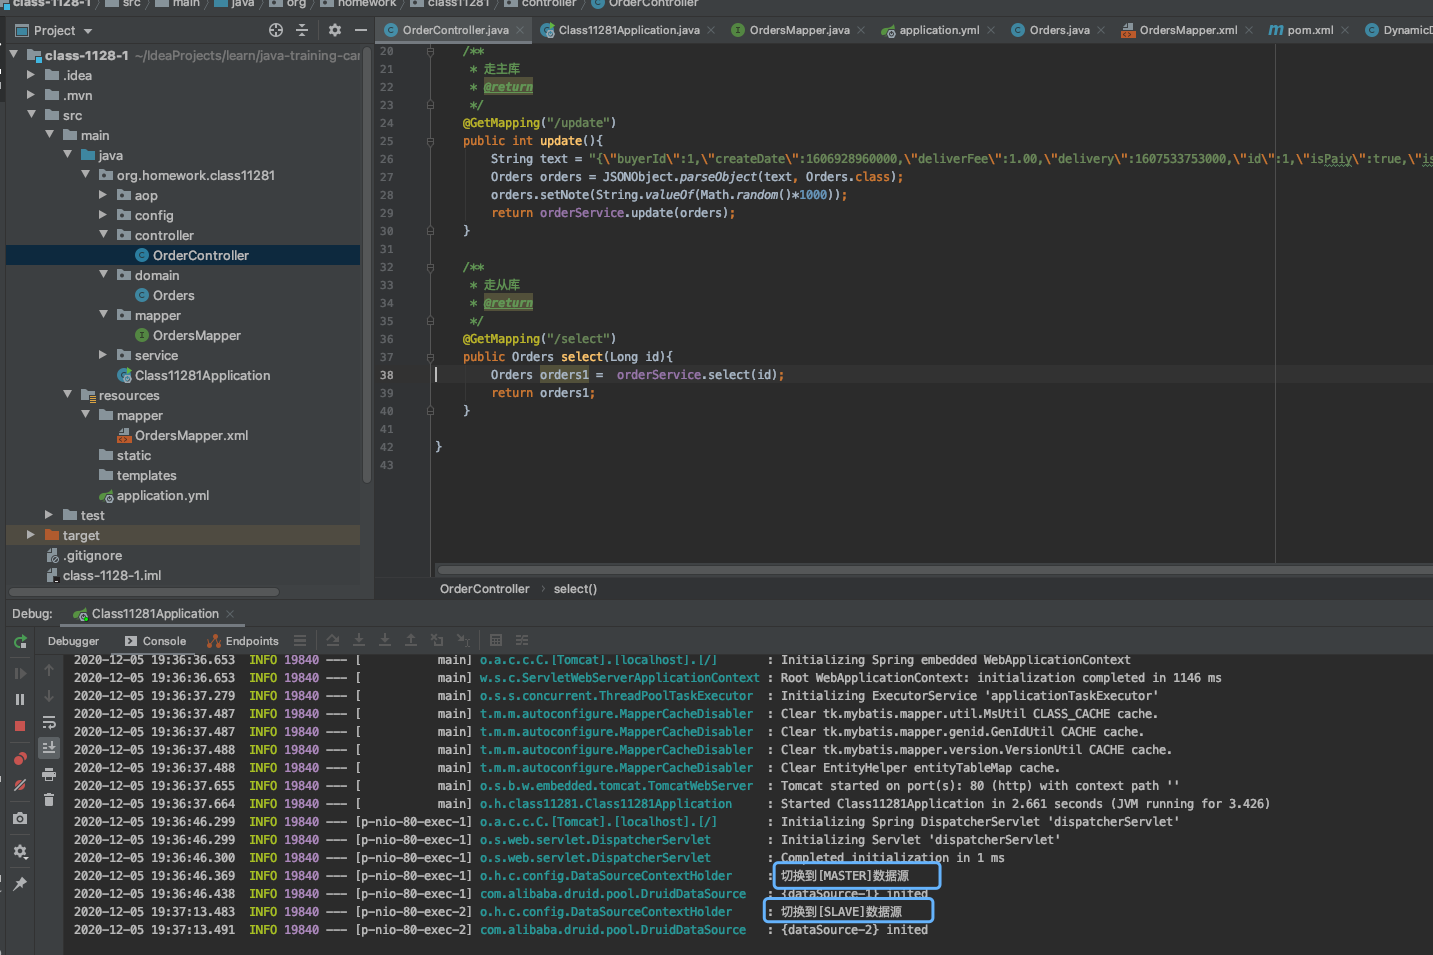 class-1128-1 src main java org homework class11281 controller OrderController
Project
OrderController.java Class11281Application.java OrdersMapper.java application.yml Orders.java OrdersMapper.xml pom.xml DynamicD
class-1128-1 ~/IdeaProjects/learn/java-training-car
.idea
.mvn
src
main
java
org.homework.class11281
aop
config
controller
OrderController
domain
Orders
mapper
OrdersMapper
service
Class11281Application
resources
mapper
OrdersMapper.xml
static
templates
application.yml
test
target
.gitignore
class-1128-1.iml
20 /**
21 * 走主库
22 * @return
23 */
24 @GetMapping("/update")
25 public int update(){
26 String text = "{\"buyerId\":1,\"createDate\":1606928960000,\"deliverFee\":1.00,\"delivery\":1607533753000,\"id\":1,\"isPaiy\":true,\"is
27 Orders orders = JSONObject.parseObject(text, Orders.class);
28 orders.setNote(String.valueOf(Math.random()*1000));
29 return orderService.update(orders);
30 }
31
32 /**
33 * 走从库
34 * @return
35 */
36 @GetMapping("/select")
37 public Orders select(Long id){
38 Orders orders1 = orderService.select(id);
39 return orders1;
40 }
41
42 }
43
OrderController › select()
Debug: Class11281Application
Debugger Console Endpoints
2020-12-05 19:36:36.653 INFO 19840 --- [ main] o.a.c.c.C.[Tomcat].[localhost].[/] : Initializing Spring embedded WebApplicationContext
2020-12-05 19:36:36.653 INFO 19840 --- [ main] w.s.c.ServletWebServerApplicationContext : Root WebApplicationContext: initialization completed in 1146 ms
2020-12-05 19:36:37.279 INFO 19840 --- [ main] o.s.s.concurrent.ThreadPoolTaskExecutor : Initializing ExecutorService 'applicationTaskExecutor'
2020-12-05 19:36:37.487 INFO 19840 --- [ main] t.m.m.autoconfigure.MapperCacheDisabler : Clear tk.mybatis.mapper.util.MsUtil CLASS_CACHE cache.
2020-12-05 19:36:37.487 INFO 19840 --- [ main] t.m.m.autoconfigure.MapperCacheDisabler : Clear tk.mybatis.mapper.genid.GenIdUtil CACHE cache.
2020-12-05 19:36:37.488 INFO 19840 --- [ main] t.m.m.autoconfigure.MapperCacheDisabler : Clear tk.mybatis.mapper.version.VersionUtil CACHE cache.
2020-12-05 19:36:37.488 INFO 19840 --- [ main] t.m.m.autoconfigure.MapperCacheDisabler : Clear EntityHelper entityTableMap cache.
2020-12-05 19:36:37.655 INFO 19840 --- [ main] o.s.b.w.embedded.tomcat.TomcatWebServer : Tomcat started on port(s): 80 (http) with context path ''
2020-12-05 19:36:37.664 INFO 19840 --- [ main] o.h.class11281.Class11281Application : Started Class11281Application in 2.661 seconds (JVM running for 3.426)
2020-12-05 19:36:46.299 INFO 19840 --- [p-nio-80-exec-1] o.a.c.c.C.[Tomcat].[localhost].[/] : Initializing Spring DispatcherServlet 'dispatcherServlet'
2020-12-05 19:36:46.299 INFO 19840 --- [p-nio-80-exec-1] o.s.web.servlet.DispatcherServlet : Initializing Servlet 'dispatcherServlet'
2020-12-05 19:36:46.300 INFO 19840 --- [p-nio-80-exec-1] o.s.web.servlet.DispatcherServlet : Completed initialization in 1 ms
2020-12-05 19:36:46.369 INFO 19840 --- [p-nio-80-exec-1] o.h.c.config.DataSourceContextHolder : 切换到[MASTER]数据源
2020-12-05 19:36:46.438 INFO 19840 --- [p-nio-80-exec-1] com.alibaba.druid.pool.DruidDataSource : {dataSource-1} inited
2020-12-05 19:37:13.483 INFO 19840 --- [p-nio-80-exec-2] o.h.c.config.DataSourceContextHolder : 切换到[SLAVE]数据源
2020-12-05 19:37:13.491 INFO 19840 --- [p-nio-80-exec-2] com.alibaba.druid.pool.DruidDataSource : {dataSource-2} inited